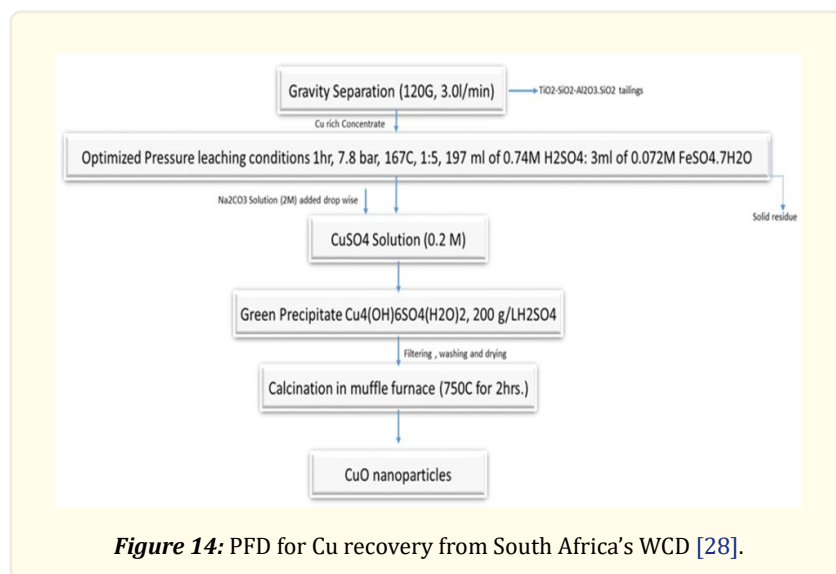 Gravity Separation (120G, 3.0l/min)
TiO2-SiO2-Al2O3.SiO2 tailings
Cu rich Concentrate
Optimized Pressure leaching conditions 1hr, 7.8 bar, 167C, 1:5, 197 ml of 0.74M H2SO4: 3ml of 0.072M FeSO4.7H2O
Na2CO3 Solution (2M) added drop wise
Solid residue
CuSO4 Solution (0.2 M)
Green Precipitate Cu4(OH)6SO4(H2O)2, 200 g/LH2SO4
Filtering , washing and drying
Calcination in muffle furnace (750C for 2hrs.)
CuO nanoparticles
Figure 14: PFD for Cu recovery from South Africa's WCD [28].